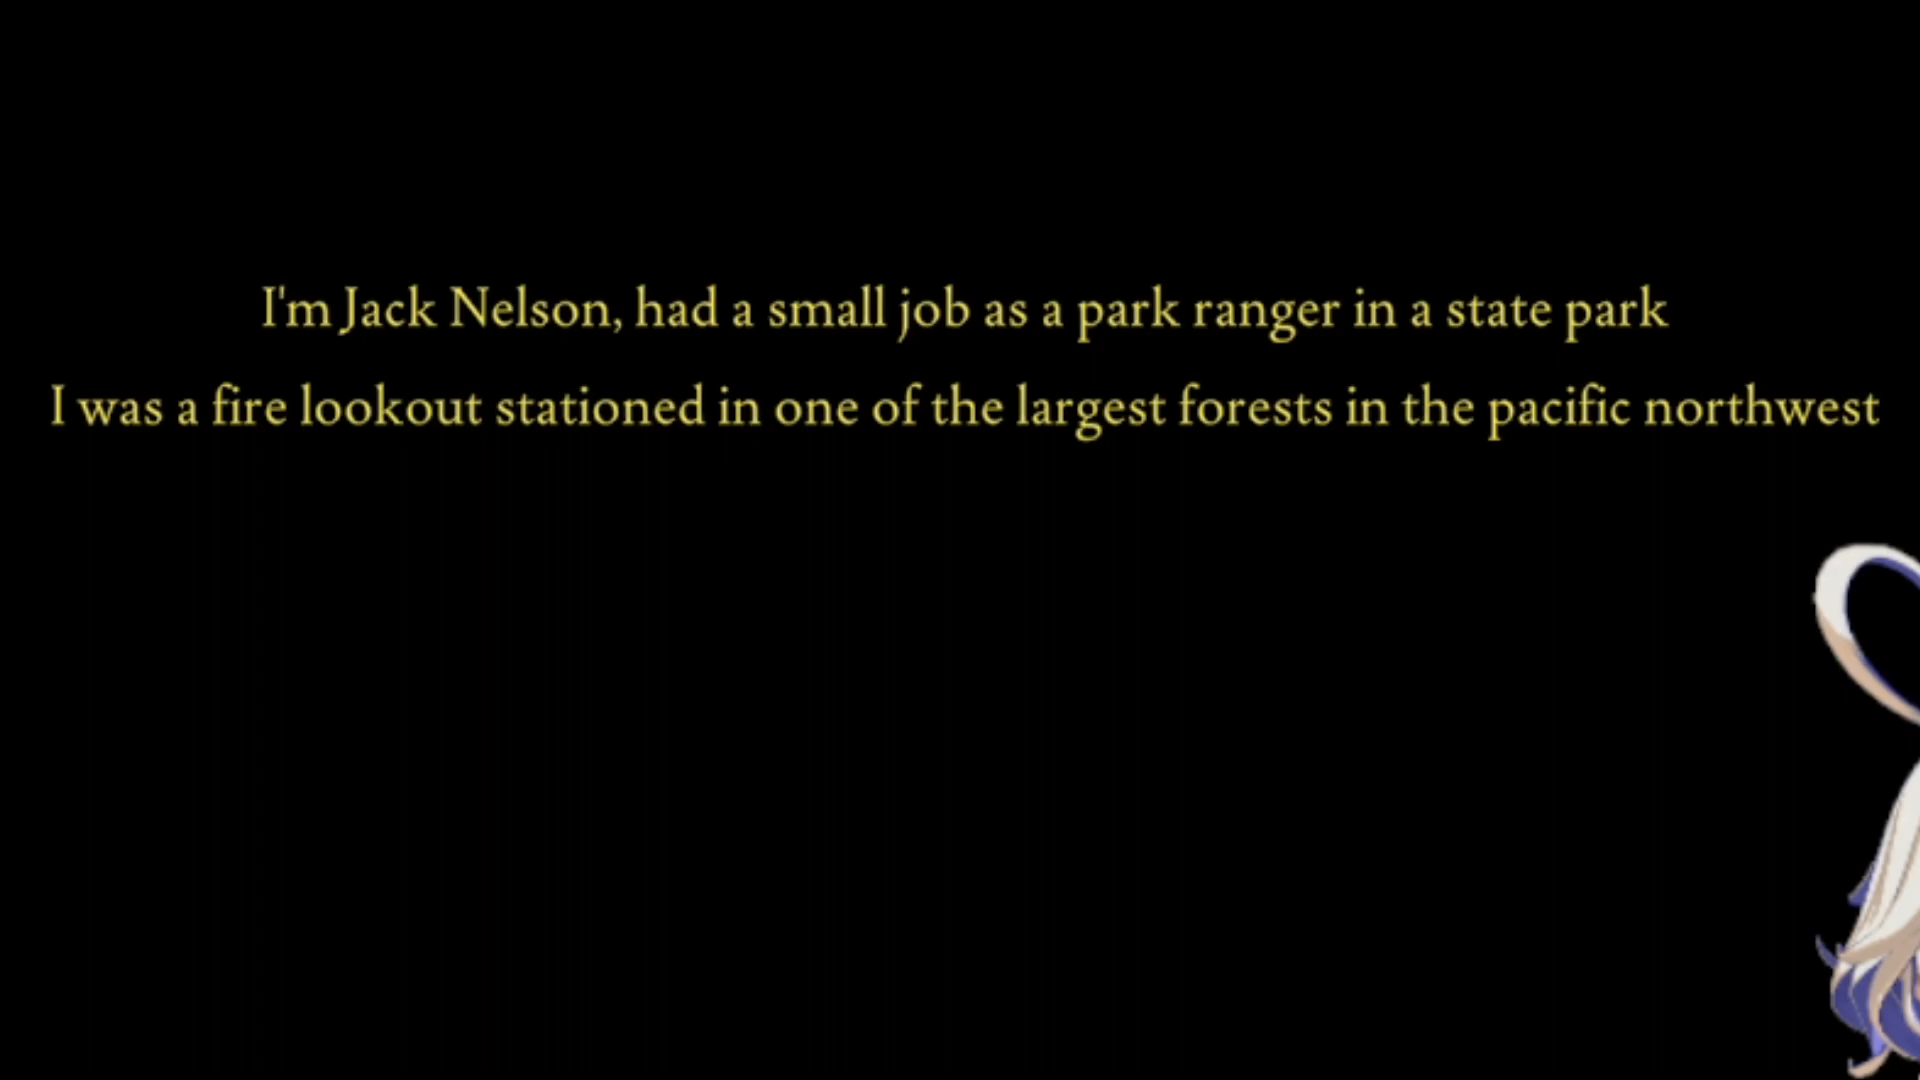 I'm Jack Nelson, had a small job as a park ranger in a state park
I was a fire lookout stationed in one of the largest forests in the pacific northwest